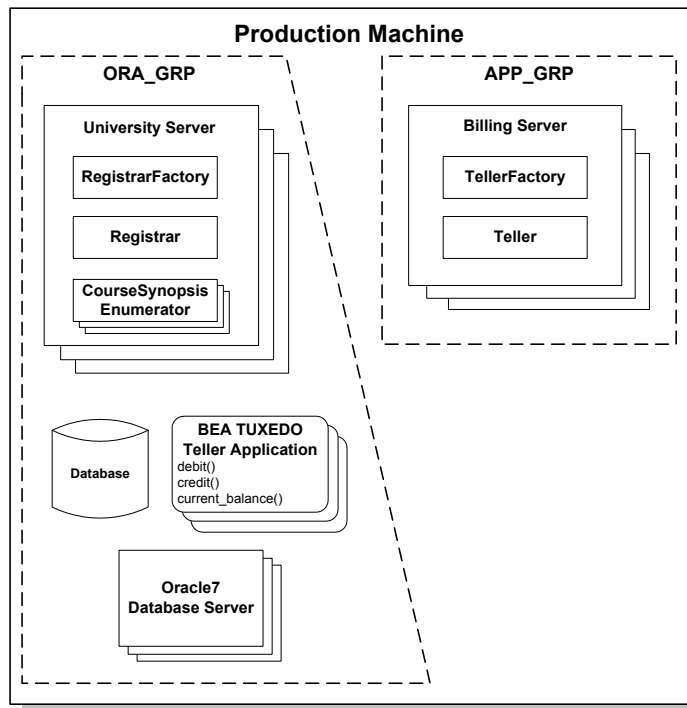 Production Machine
ORA_GRP
University Server
RegistrarFactory
Registrar
CourseSynopsis
Enumerator
Database
BEA TUXEDO
Teller Application
debit()
credit()
current_balance()
Oracle7
Database Server
APP_GRP
Billing Server
TellerFactory
Teller